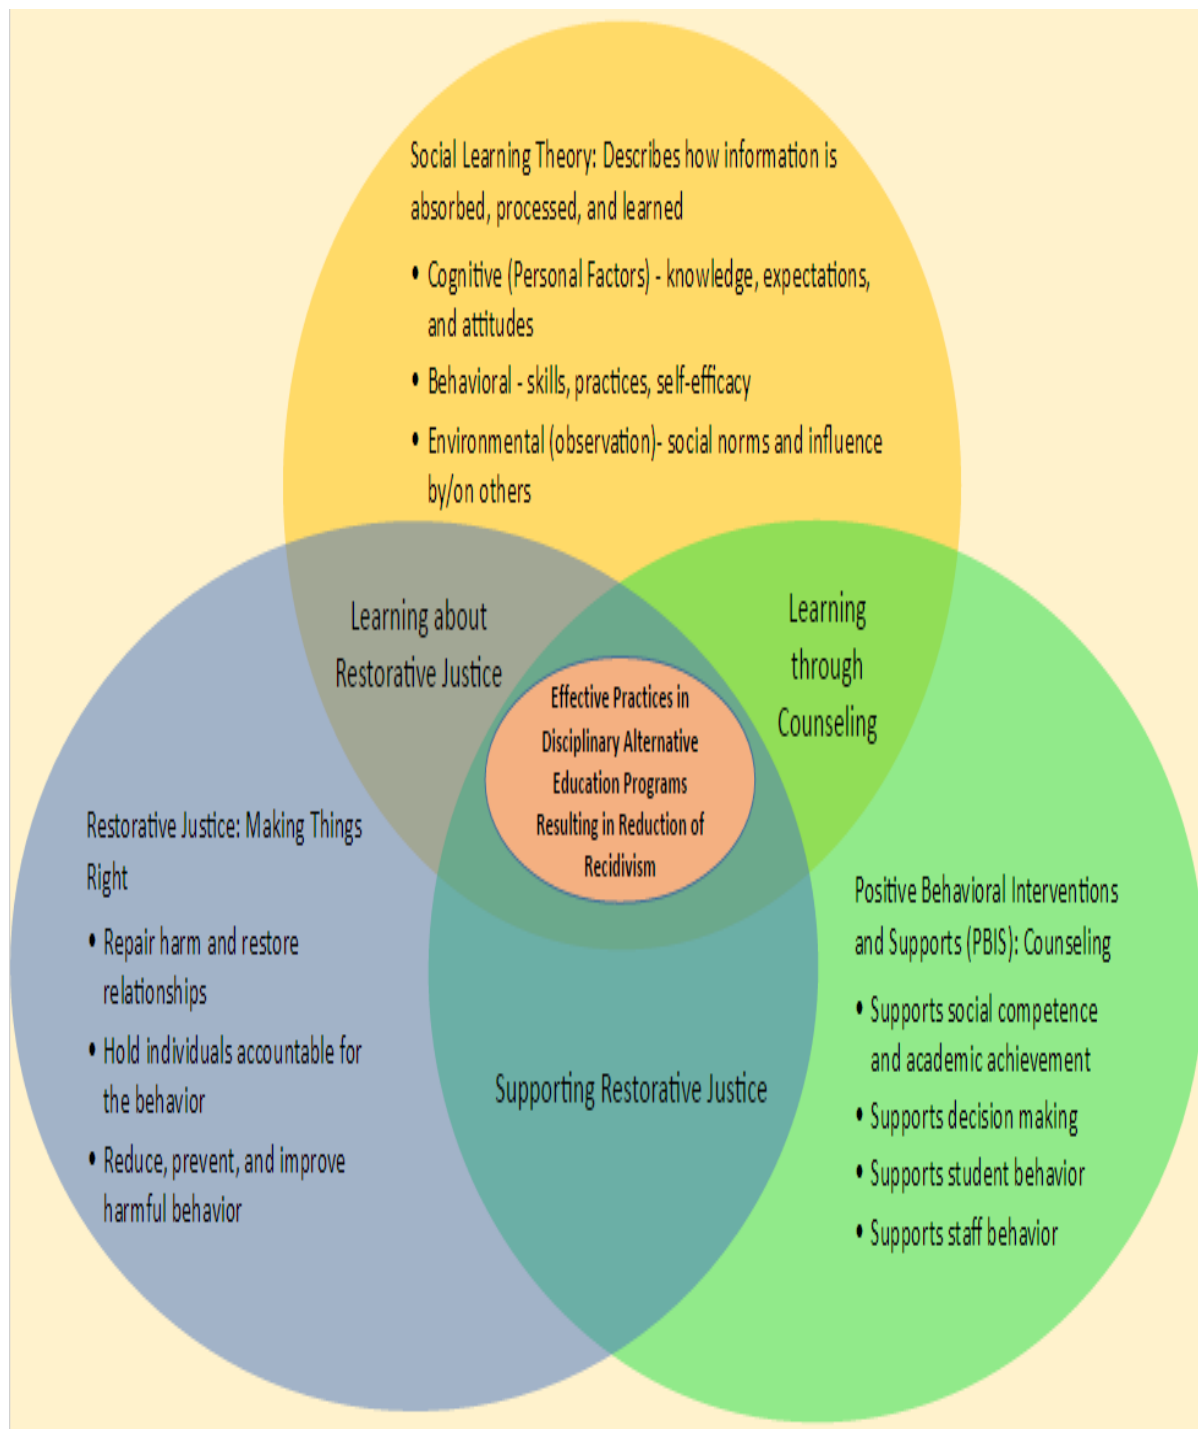 Social Learning Theory: Describes how information is
absorbed, processed, and learned
• Cognitive (Personal Factors) - knowledge, expectations,
and attitudes
• Behavioral - skills, practices, self-efficacy
• Environmental (observation)- social norms and influence
by/on others
Learning about
Restorative Justice
Learning
through
Counseling
Effective Practices in
Disciplinary Alternative
Education Programs
Resulting in Reduction of
Recidivism
Restorative Justice: Making Things
Right
• Repair harm and restore
relationships
• Hold individuals accountable for
the behavior
• Reduce, prevent, and improve
harmful behavior
Supporting Restorative Justice
Positive Behavioral Interventions
and Supports (PBIS): Counseling
• Supports social competence
and academic achievement
• Supports decision making
• Supports student behavior
• Supports staff behavior